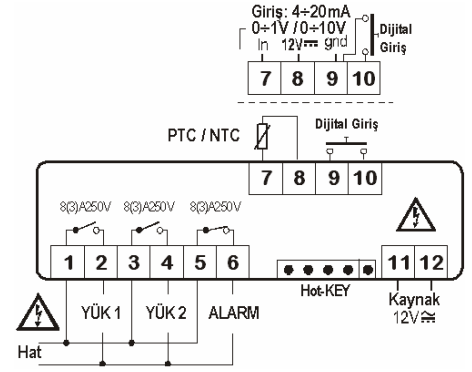 Giriş: 4÷20mA
0÷1V / 0÷10V
In 12V gnd
Dijital
Giriş
7 8 9 10
PTC / NTC
Dijital Giriş
7 8 9 10
8(3)A250V 8(3)A250V 8(3)A250V
1 2 3 4 5 6
11 12
Hot-KEY
Kaynak
12V≅
YÜK 1 YÜK 2 ALARM
Hat